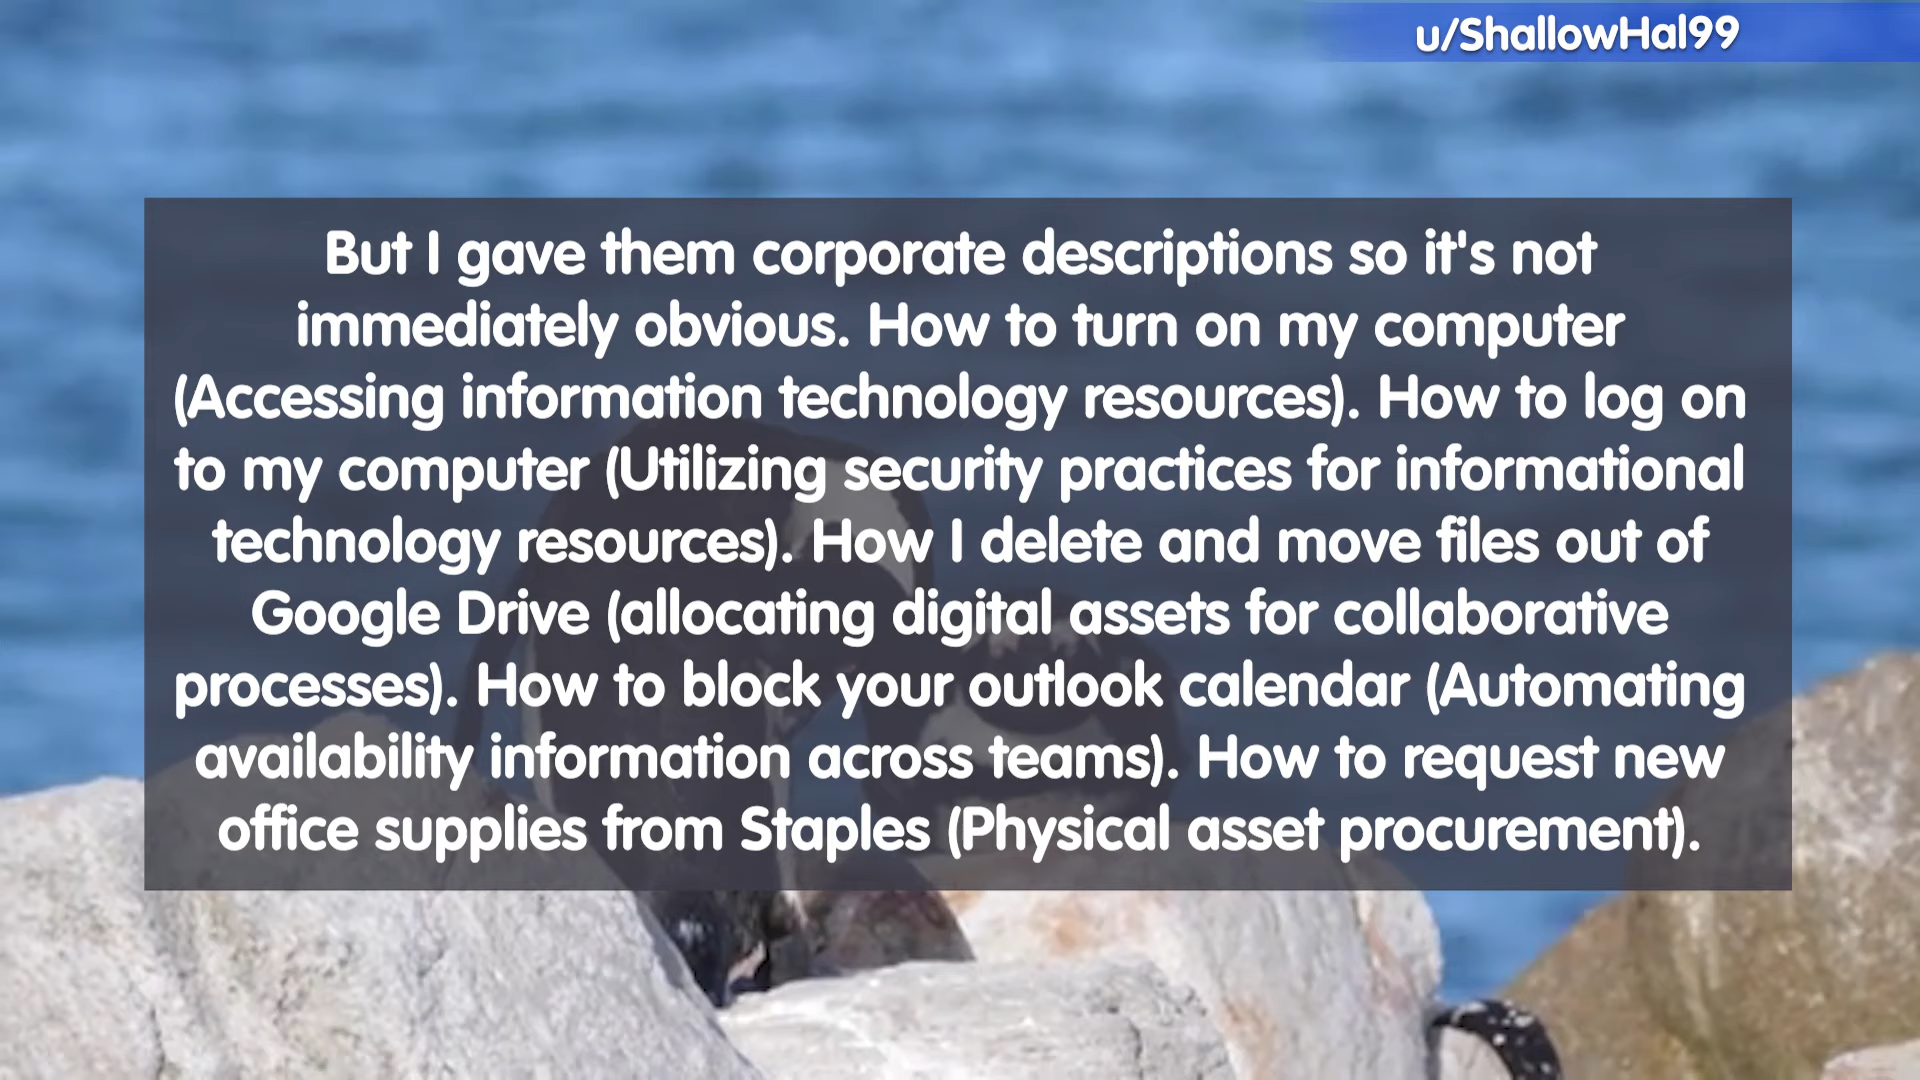 u/ShallowHal99
But I gave them corporate descriptions so it's not
immediately obvious. How to turn on my computer
(Accessing information technology resources). How to log on
to my computer (Utilizing security practices for informational
technology resources). How I delete and move files out of
Google Drive (allocating digital assets for collaborative
processes). How to block your outlook calendar (Automating
availability information across teams). How to request new
office supplies from Staples (Physical asset procurement).